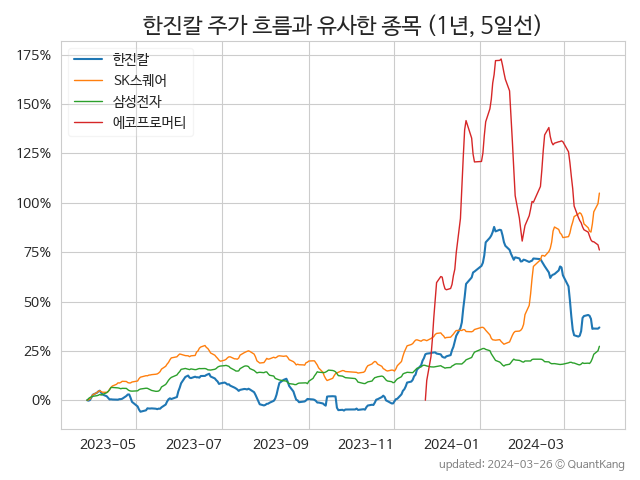 한진칼 주가 흐름과 유사한 종목 (1년, 5일선)
175%
150%
125%
100%
75%
50%
25%
0%
한진칼
SK스퀘어
삼성전자
에코프로머티
2023-05 2023-07 2023-09 2023-11 2024-01 2024-03
updated: 2024-03-26 © QuantKang